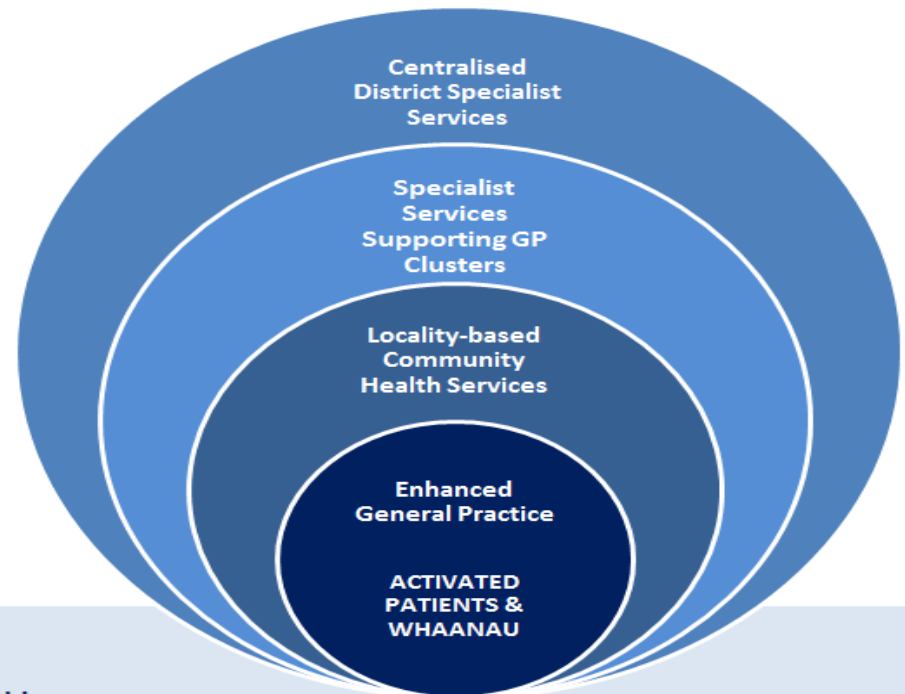 Centralised
District Specialist
Services
Specialist
Services
Supporting GP
Clusters
Locality-based
Community
Health Services
Enhanced
General Practice
ACTIVATED
PATIENTS &
WHAANAU